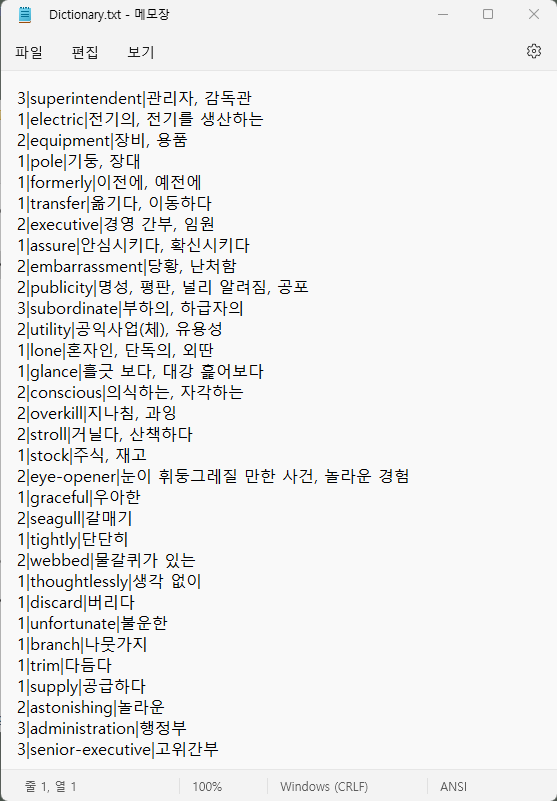 Dictionary.txt - 메모장
파일 편집 보기
3|superintendent|관리자, 감독관
1|electric|전기의, 전기를 생산하는
2|equipment|장비, 용품
1|pole|기둥, 장대
1|formerly|이전에, 예전에
1|transfer|옮기다, 이동하다
2|executive|경영 간부, 임원
1|assure|안심시키다, 확신시키다
2|embarrassment|당황, 난처함
2|publicity|명성, 평판, 널리 알려짐, 공포
3|subordinate|부하의, 하급자의
2|utility|공익사업(체), 유용성
1|lone|혼자인, 단독의, 외딴
1|glance|흘긋 보다, 대강 훑어보다
2|conscious|의식하는, 자각하는
2|overkill|지나침, 과잉
2|stroll|거닐다, 산책하다
1|stock|주식, 재고
2|eye-opener|눈이 휘둥그레질 만한 사건, 놀라운 경험
1|graceful|우아한
2|seagull|갈매기
1|tightly|단단히
2|webbed|물갈퀴가 있는
1|thoughtlessly|생각 없이
1|discard|버리다
1|unfortunate|불운한
1|branch|나뭇가지
1|trim|다듬다
1|supply|공급하다
2|astonishing|놀라운
3|administration|행정부
3|senior-executive|고위간부
줄 1, 열 1 100% Windows (CRLF) ANSI